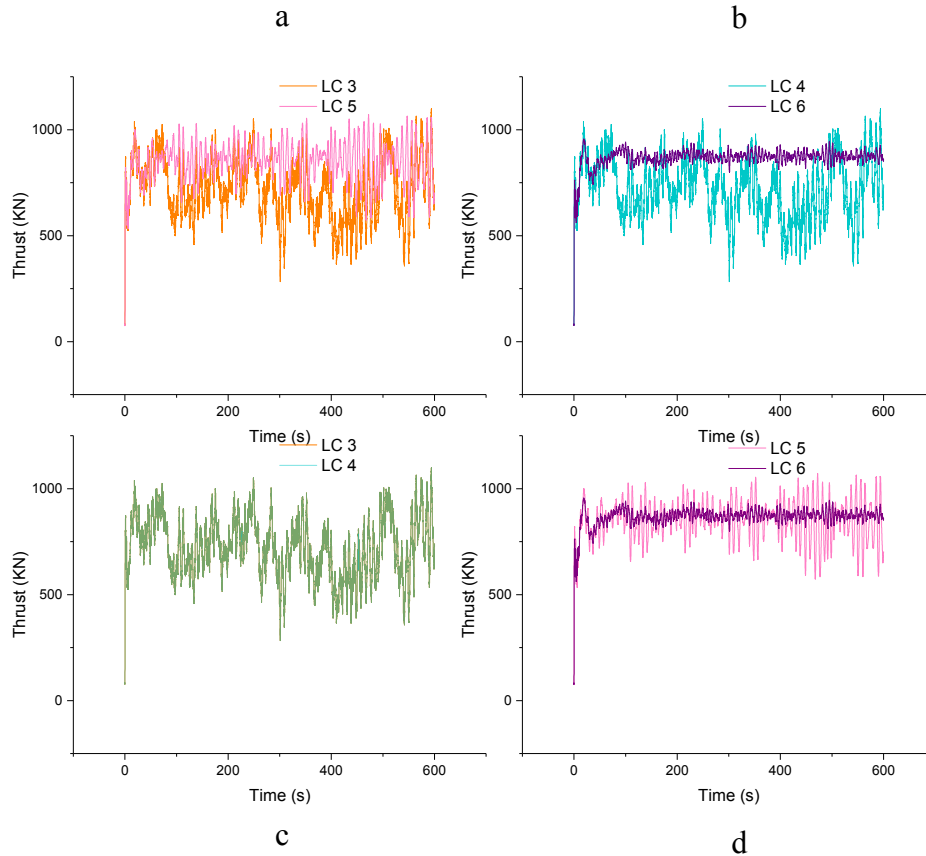 a
b
LC 3
LC 5
1000
500
0
Thrust (KN)
0
200
400
600
Time (s)
LC 4
LC 6
1000
500
0
Thrust (KN)
0
200
400
600
Time (s)
LC 3
LC 4
1000
500
0
Thrust (KN)
0
200
400
600
Time (s)
LC 5
LC 6
1000
500
0
Thrust (KN)
0
200
400
600
Time (s)
c
d